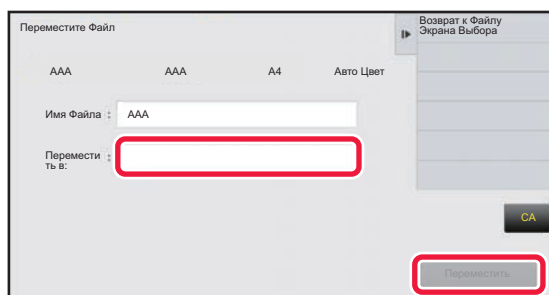 Переместите Файл
Возврат к Файлу
Экрана Выбора
AAA AAA A4 Авто Цвет
Имя Файла : AAA
Перемести :
ть в:
CA
Переместить